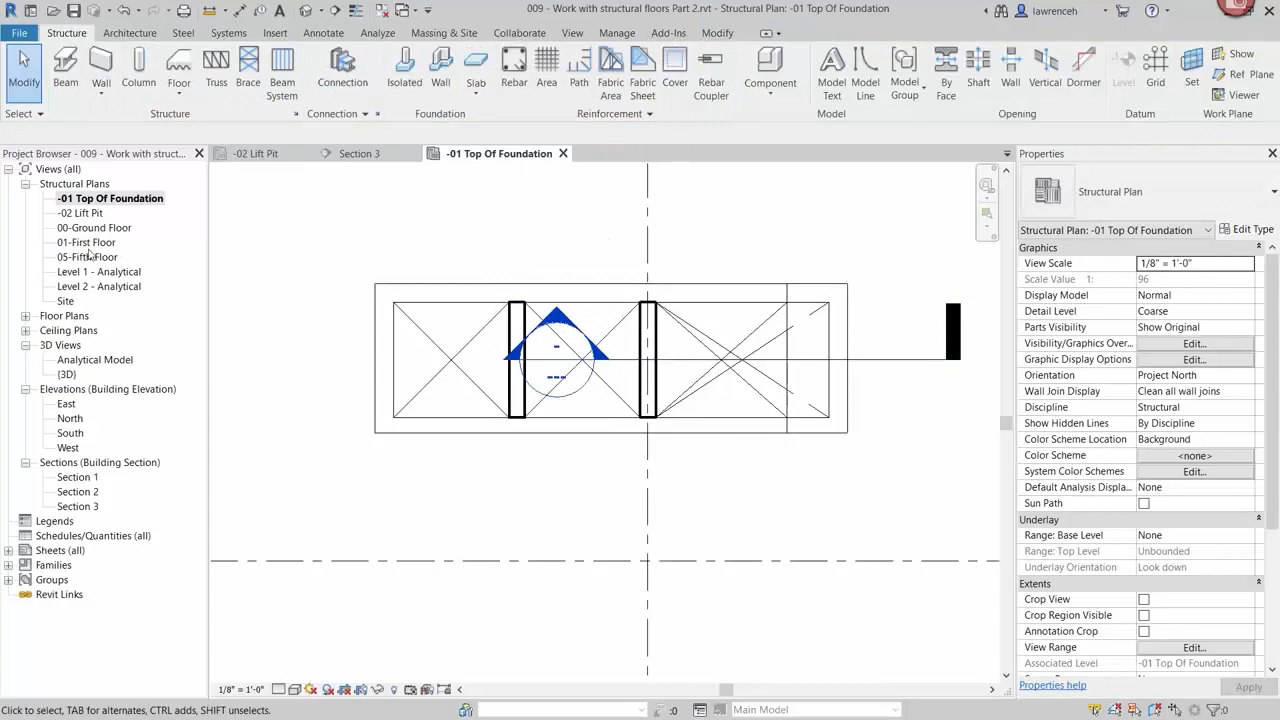 009 - Work with structural floors Part 2.rvt - Structural Plan: -01 Top Of Foundation
lawrenceh
File
Structure
Architecture
Steel
Systems
Insert
Annotate
Analyze
Massing & Site
Collaborate
View
Manage
Add-Ins
Modify
Modify
Beam
Wall
Column
Floor
Truss
Brace
Beam System
Connection
Isolated
Wall
Slab
Rebar
Area
Path
Fabric Area
Fabric Sheet
Cover
Rebar Coupler
Component
Model Text
Model Line
Model Group
By Face
Shaft
Wall
Vertical
Dormer
Level
Grid
Set
Show
Ref Plane
Viewer
Select
Structure
Connection
Foundation
Reinforcement
Model
Opening
Datum
Work Plane
Project Browser - 009 - Work with struct...
-02 Lift Pit
Section 3
-01 Top Of Foundation
Properties
Views (all)
Structural Plans
-01 Top Of Foundation
-02 Lift Pit
00-Ground Floor
01-First Floor
05-Fifth Floor
Level 1 - Analytical
Level 2 - Analytical
Site
Floor Plans
Ceiling Plans
3D Views
Analytical Model
{3D}
Elevations (Building Elevation)
East
North
South
West
Sections (Building Section)
Section 1
Section 2
Section 3
Legends
Schedules/Quantities (all)
Sheets (all)
Families
Groups
Revit Links
-
---
Structural Plan
Structural Plan: -01 Top Of Foundation
Edit Type
Graphics
View Scale 1/8" = 1'-0"
Scale Value 1: 96
Display Model Normal
Detail Level Coarse
Parts Visibility Show Original
Visibility/Graphics Over... Edit...
Graphic Display Options Edit...
Orientation Project North
Wall Join Display Clean all wall joins
Discipline Structural
Show Hidden Lines By Discipline
Color Scheme Location Background
Color Scheme <none>
System Color Schemes Edit...
Default Analysis Displa... None
Sun Path
Underlay
Range: Base Level None
Range: Top Level Unbounded
Underlay Orientation Look down
Extents
Crop View
Crop Region Visible
Annotation Crop
View Range Edit...
Associated Level -01 Top Of Foundation
Properties help
Apply
1/8" = 1'-0"
Click to select, TAB for alternates, CTRL adds, SHIFT unselects.
:0
Main Model
:0